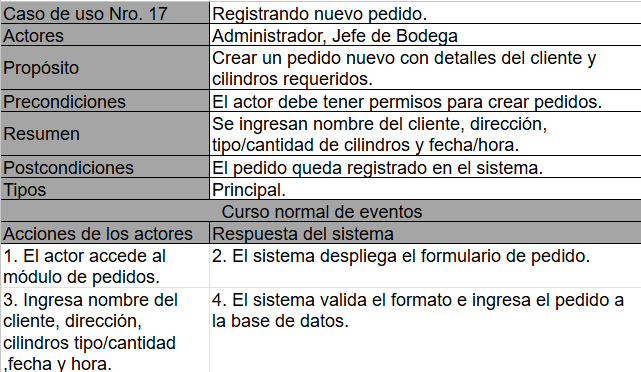 Caso de uso Nro. 17 Registrando nuevo pedido.
Actores Administrador, Jefe de Bodega
Propósito Crear un pedido nuevo con detalles del cliente y
cilindros requeridos.
Precondiciones El actor debe tener permisos para crear pedidos.
Resumen Se ingresan nombre del cliente, dirección,
tipo/cantidad de cilindros y fecha/hora.
Postcondiciones El pedido queda registrado en el sistema.
Tipos Principal.
Curso normal de eventos
Acciones de los actores Respuesta del sistema
1. El actor accede al
módulo de pedidos.
2. El sistema despliega el formulario de pedido.
3. Ingresa nombre del
cliente, dirección,
cilindros tipo/cantidad
,fecha y hora.
4. El sistema valida el formato e ingresa el pedido a
la base de datos.